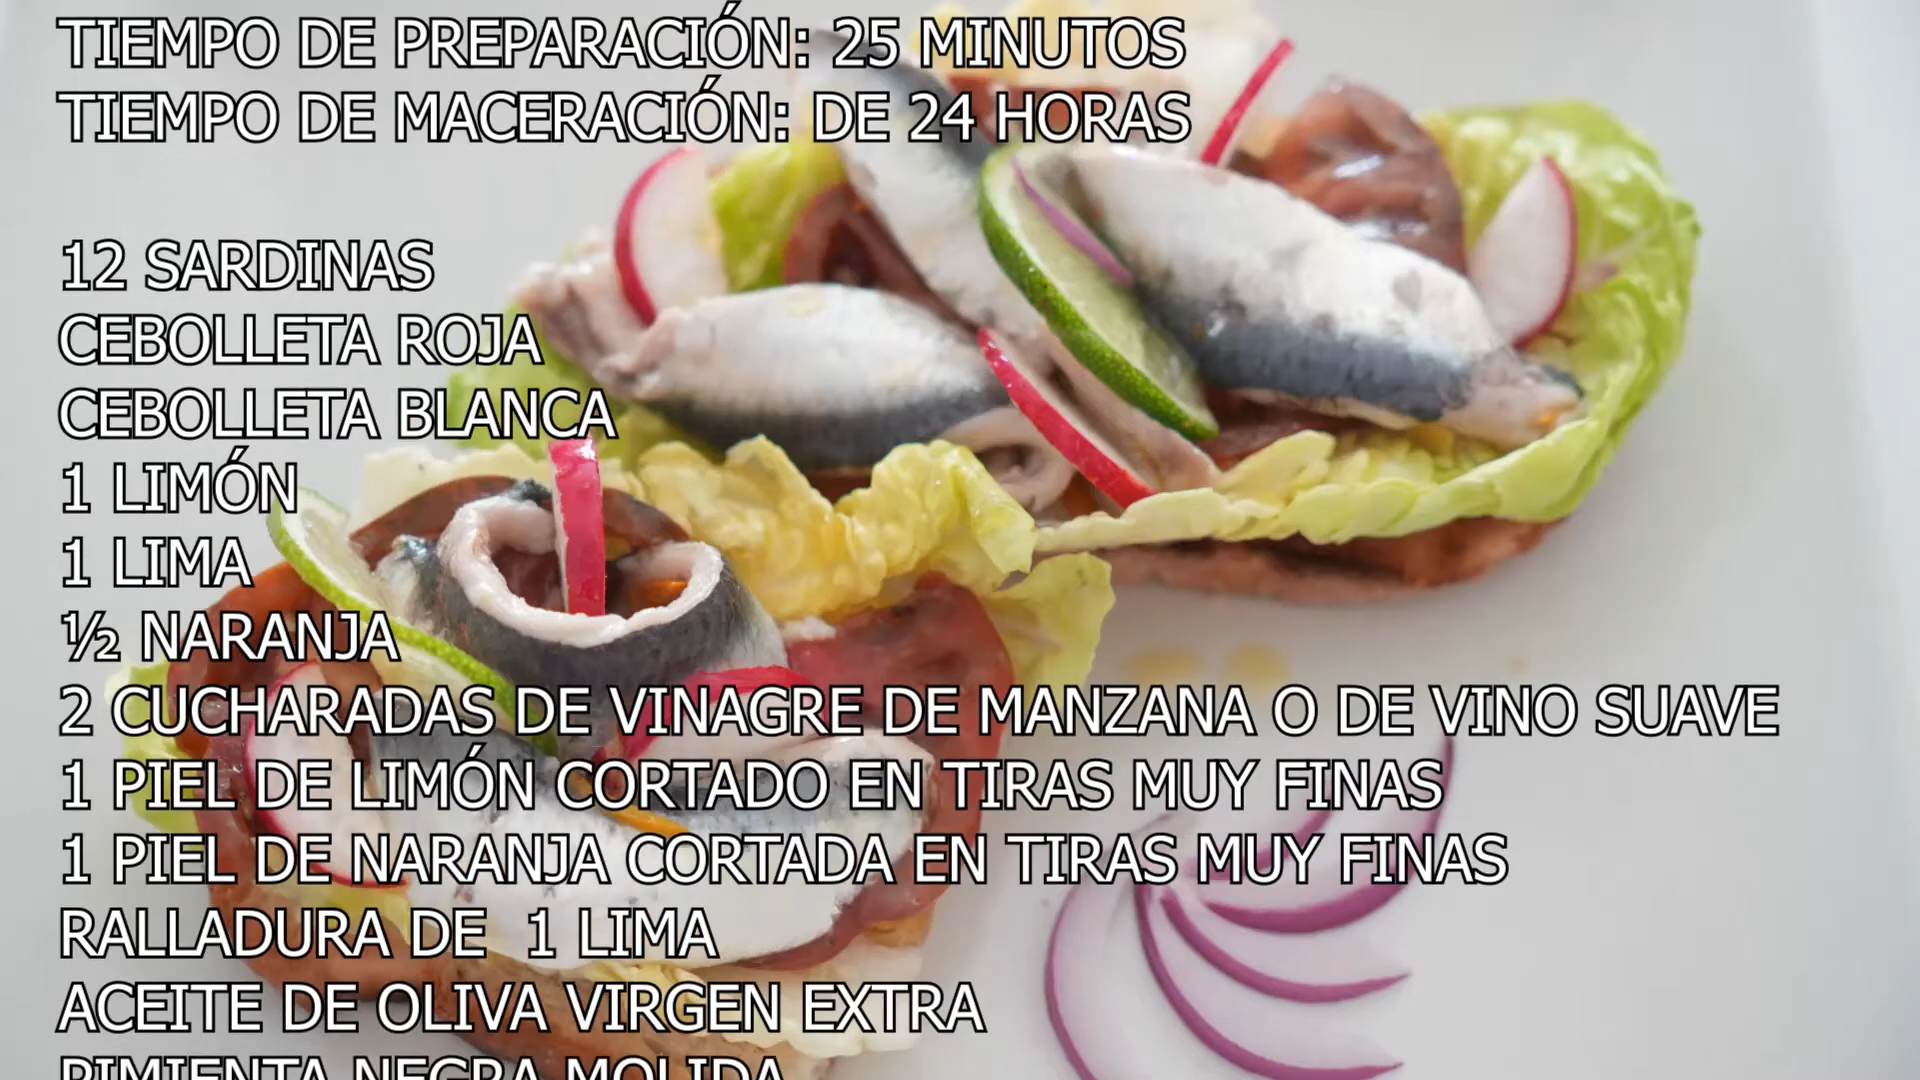 TIEMPO DE PREPARACIÓN: 25 MINUTOS
TIEMPO DE MACERACIÓN: DE 24 HORAS
12 SARDINAS
CEBOLLETA ROJA
CEBOLLETA BLANCA
1 LIMÓN
1 LIMA
½ NARANJA
2 CUCHARADAS DE VINAGRE DE MANZANA O DE VINO SUAVE
1 PIEL DE LIMÓN CORTADO EN TIRAS MUY FINAS
1 PIEL DE NARANJA CORTADA EN TIRAS MUY FINAS
RALLADURA DE  1 LIMA
ACEITE DE OLIVA VIRGEN EXTRA
PIMIENTA NEGRA MOLIDA